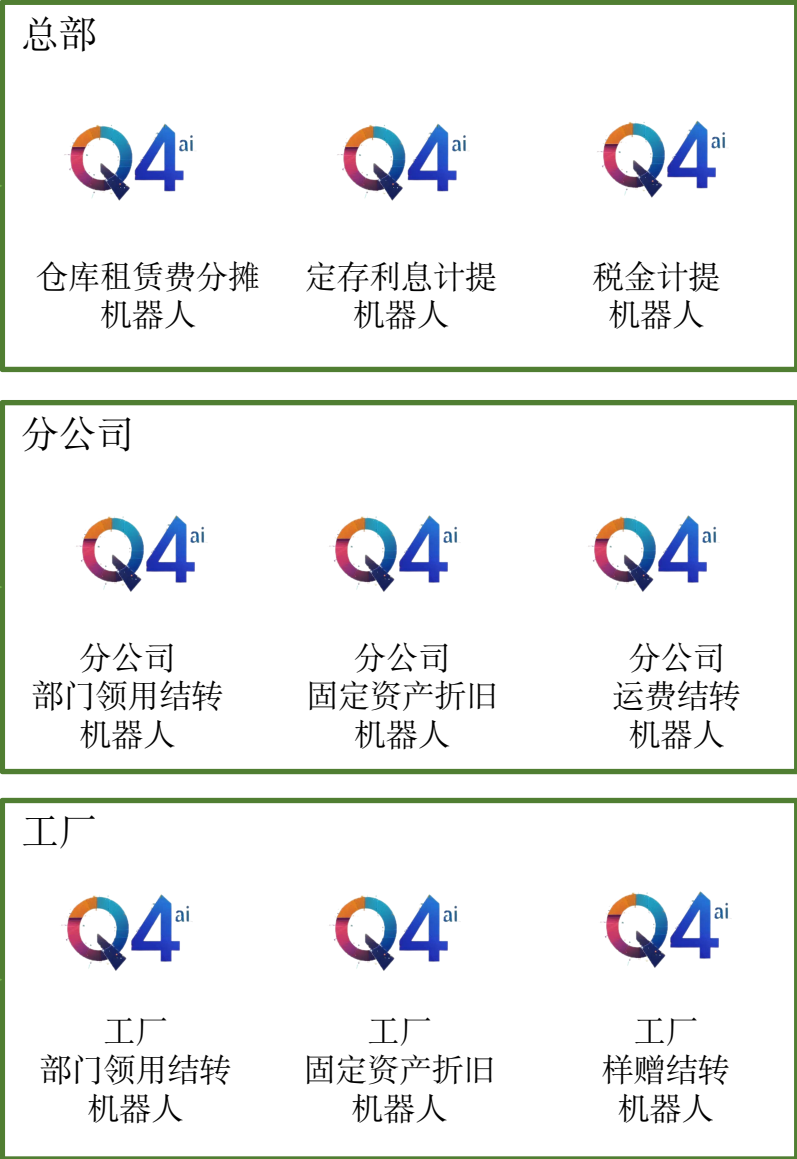 总部
Q4ai Q4ai Q4ai
仓库租赁费分摊 定存利息计提 税金计提
机器人 机器人 机器人
分公司
Q4ai Q4ai Q4ai
分公司 分公司 分公司
部门领用结转 固定资产折旧 运费结转
机器人 机器人 机器人
工厂
Q4ai Q4ai Q4ai
工厂 工厂 工厂
部门领用结转 固定资产折旧 样赠结转
机器人 机器人 机器人